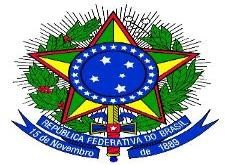 REPÚBLICA FEDERATIVA DO BRASIL
15 de Novembro de 1889